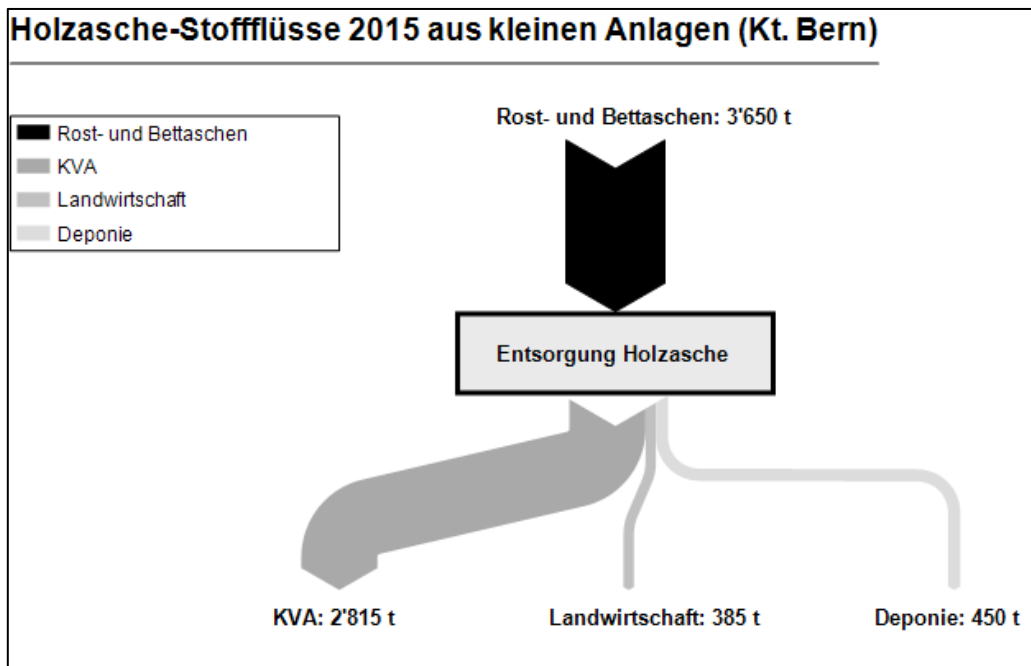 Holzasche-Stoffflüsse 2015 aus kleinen Anlagen (Kt. Bern)
Rost- und Bettaschen: 3'650 t
Rost- und Bettaschen
KVA
Landwirtschaft
Deponie
Entsorgung Holzasche
KVA: 2'815 t
Landwirtschaft: 385 t
Deponie: 450 t